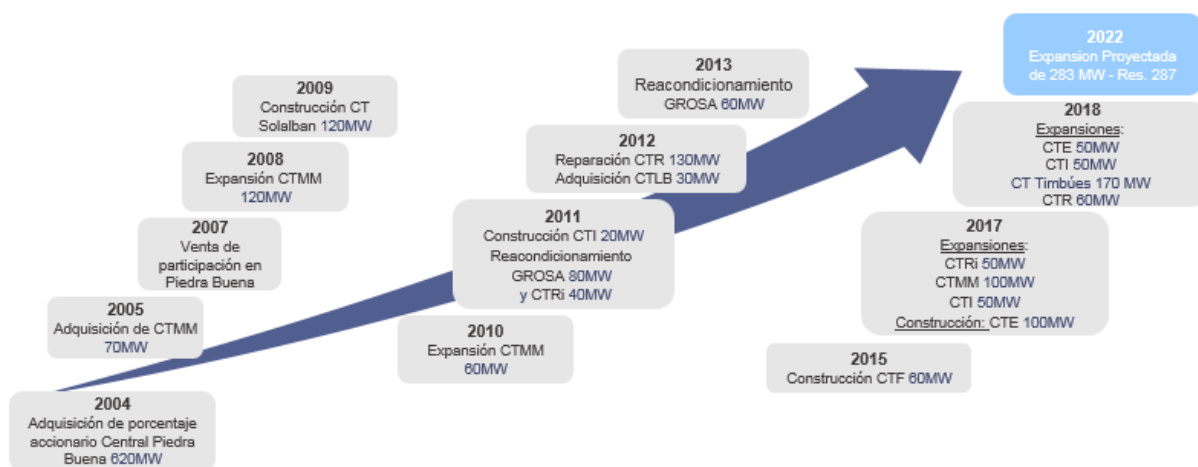 2004
Adquisición de porcentaje
accionario Central Piedra
Buena 620MW
2005
Adquisición de CTMM
70MW
2007
Venta de
participación en
Piedra Buena
2008
Expansión CTMM
120MW
2009
Construcción CT
Solalban 120MW
2010
Expansión CTMM
60MW
2011
Construcción CTI 20MW
Reacondicionamiento
GROSA 80MW
y CTRi 40MW
2012
Reparación CTR 130MW
Adquisición CTLB 30MW
2013
Reacondicionamiento
GROSA 60MW
2015
Construcción CTF 60MW
2017
Expansiones:
CTRi 50MW
CTMM 100MW
CTI 50MW
Construcción: CTE 100MW
2018
Expansiones:
CTE 50MW
CTI 50MW
CT Timbúes 170 MW
CTR 60MW
2022
Expansion Proyectada
de 283 MW - Res. 287